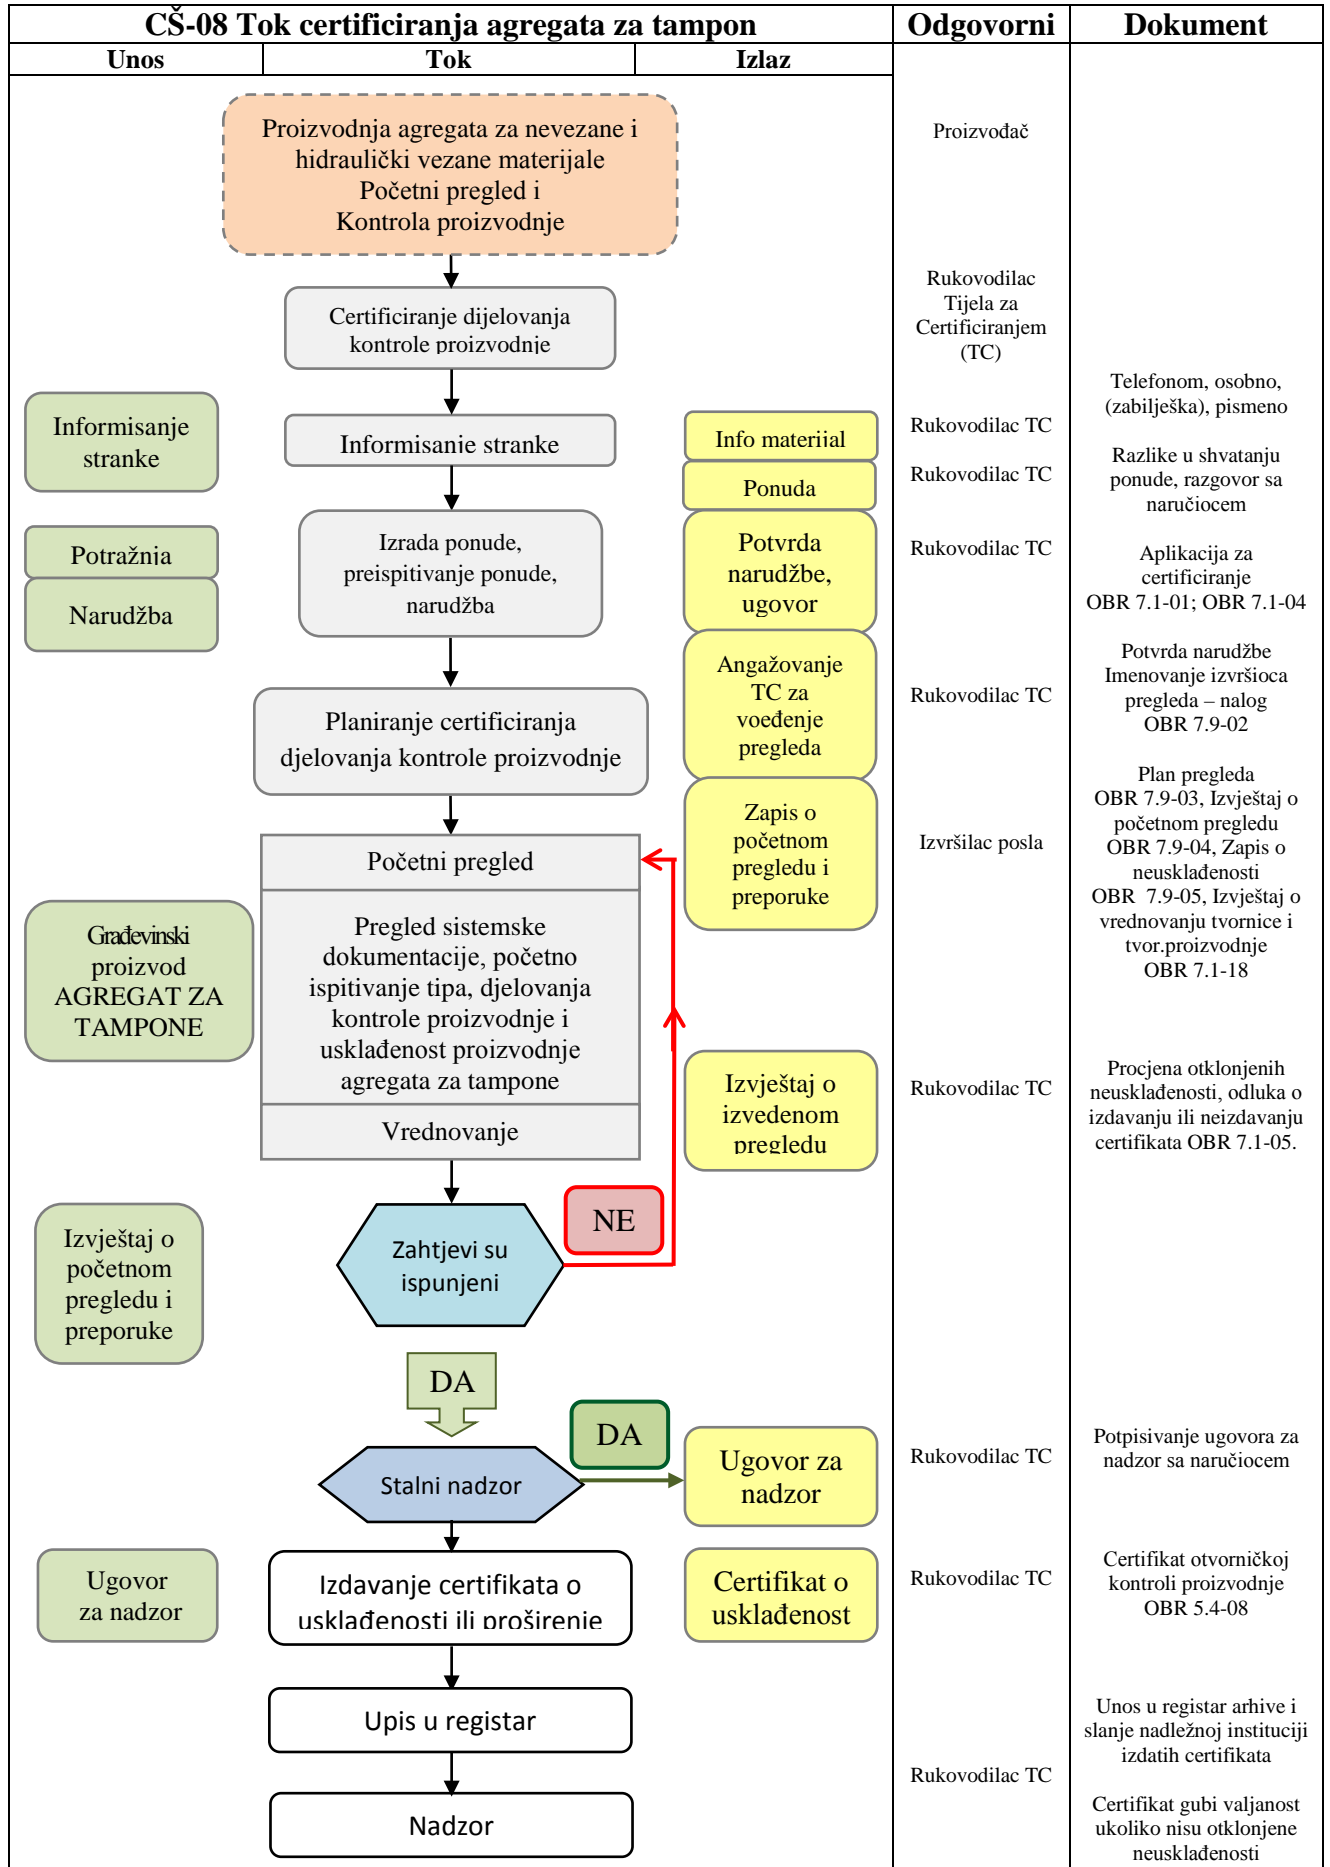 CŠ-08 Tok certificiranja agregata za tampon
Odgovorni
Dokument
Unos
Tok
Izlaz
Proizvodnja agregata za nevezane i
hidraulički vezane materijale
Početni pregled i
Kontrola proizvodnje
Proizvođač
Certificiranje dijelovanja
kontrole proizvodnje
Rukovodilac
Tijela za
Certificiranjem
(TC)
Informisanje
stranke
Informisanje stranke
Info materijal
Ponuda
Rukovodilac TC
Rukovodilac TC
Telefonom, osobno,
(zabilješka), pismeno
Razlike u shvatanju
ponude, razgovor sa
naručiocem
Potražnja
Narudžba
Izrada ponude,
preispitivanje ponude,
narudžba
Potvrda
narudžbe,
ugovor
Rukovodilac TC
Aplikacija za
certificiranje
OBR 7.1-01; OBR 7.1-04
Planiranje certificiranja
djelovanja kontrole proizvodnje
Angažovanje
TC za
voeđenje
pregleda
Rukovodilac TC
Potvrda narudžbe
Imenovanje izvršioca
pregleda – nalog
OBR 7.9-02
Građevinski
proizvod
AGREGAT ZA
TAMPONE
Početni pregled
Pregled sistemske
dokumentacije, početno
ispitivanje tipa, djelovanja
kontrole proizvodnje i
usklađenost proizvodnje
agregata za tampone
Vrednovanje
Zapis o
početnom
pregledu i
preporuke
Izvršilac posla
Plan pregleda
OBR 7.9-03, Izvještaj o
početnom pregledu
OBR 7.9-04, Zapis o
neusklađenosti
OBR 7.9-05, Izvještaj o
vrednovanju tvornice i
tvor.proizvodnje
OBR 7.1-18
Izvještaj o
izvedenom
pregledu
Rukovodilac TC
Procjena otklonjenih
neusklađenosti, odluka o
izdavanju ili neizdavanju
certifikata OBR 7.1-05.
Izvještaj o
početnom
pregledu i
preporuke
Zahtjevi su
ispunjeni
NE
DA
Stalni nadzor
DA
Ugovor za
nadzor
Rukovodilac TC
Potpisivanje ugovora za
nadzor sa naručiocem
Ugovor
za nadzor
Izdavanje certifikata o
usklađenosti ili proširenje
Certifikat o
usklađenost
Rukovodilac TC
Certifikat otvorničkoj
kontroli proizvodnje
OBR 5.4-08
Upis u registar
Unos u registar arhive i
slanje nadležnoj instituciji
izdatih certifikata
Nadzor
Rukovodilac TC
Certifikat gubi valjanost
ukoliko nisu otklonjene
neusklađenosti